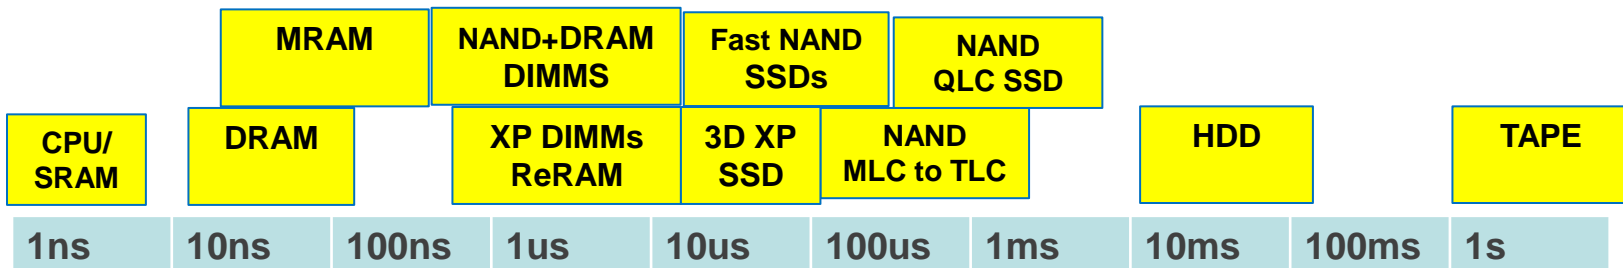 MRAM
NAND+DRAM
DIMMS
Fast NAND
SSDs
NAND
QLC SSD
CPU/
SRAM
DRAM
XP DIMMs
ReRAM
3D XP
SSD
NAND
MLC to TLC
HDD
TAPE
1ns 10ns 100ns 1us 10us 100us 1ms 10ms 100ms 1s